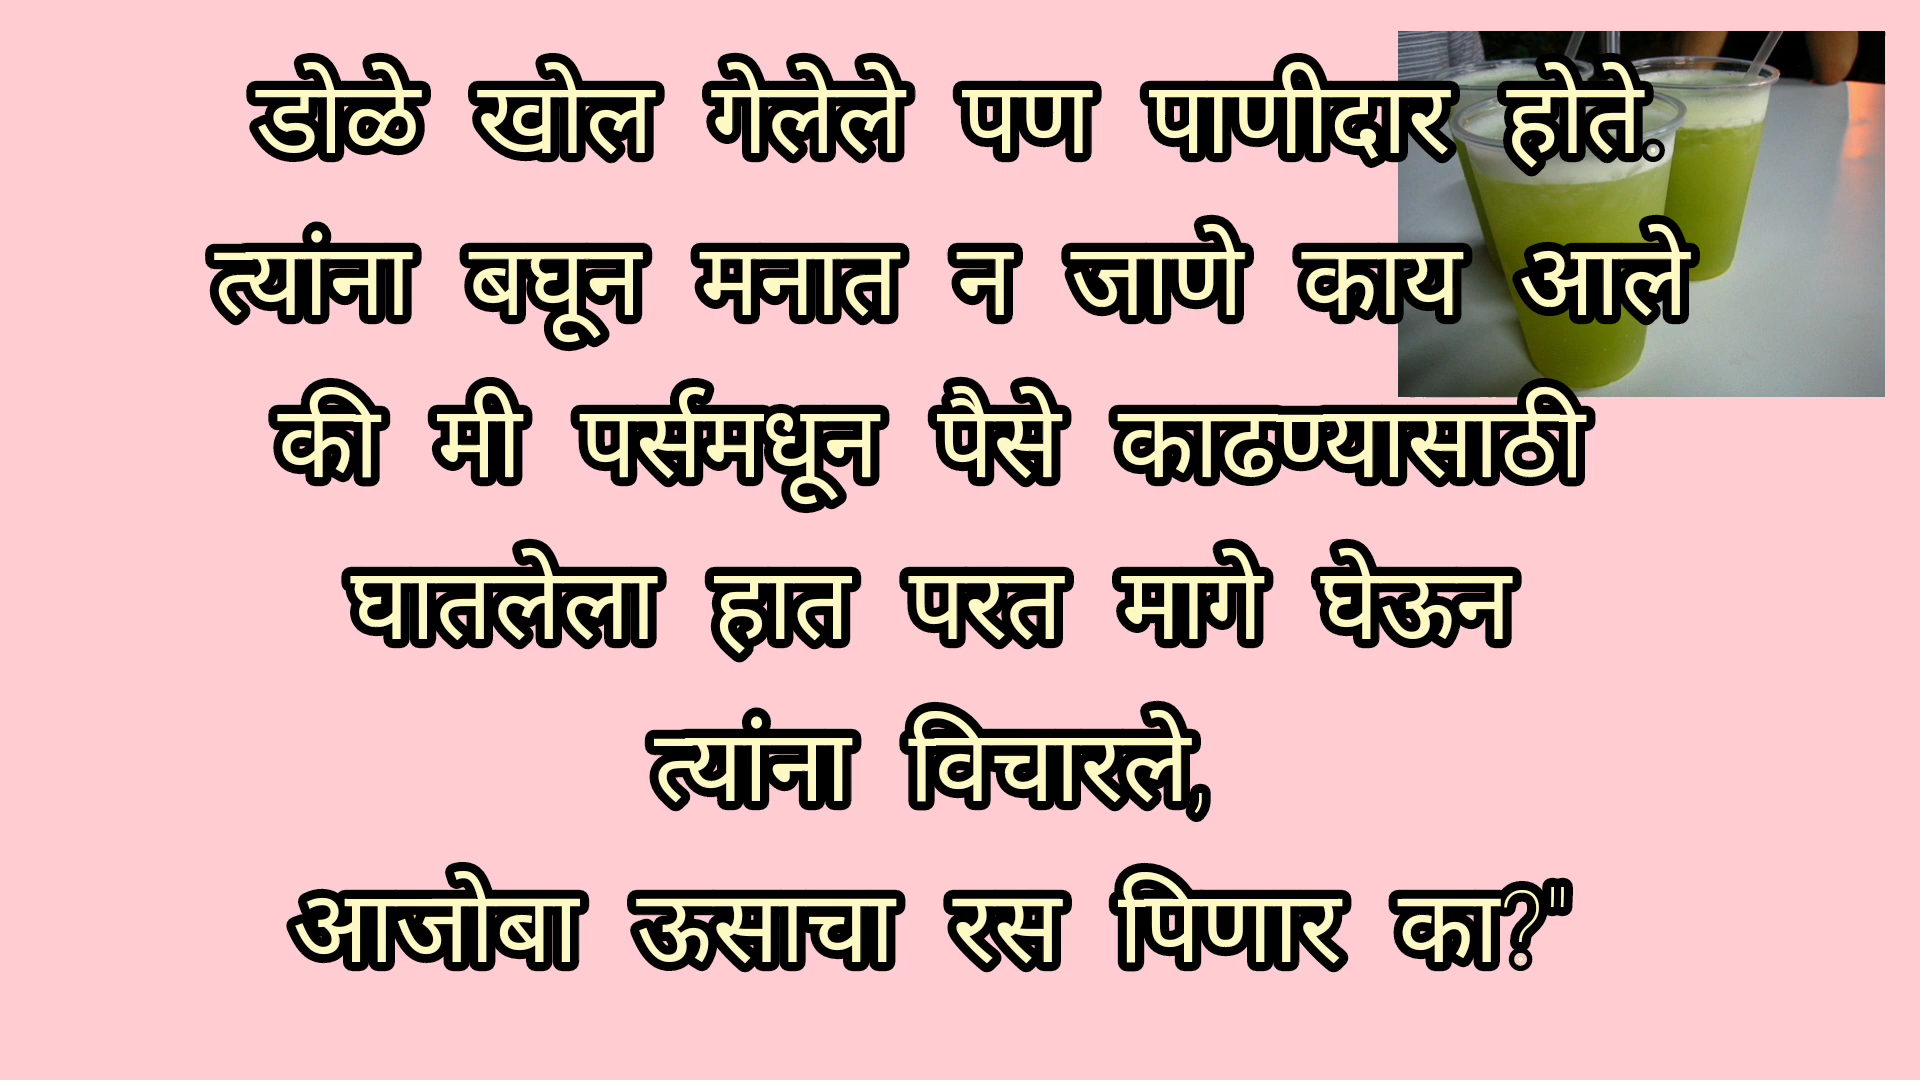 डोळे खोल गेलेले पण पाणीदार होते.
त्यांना बघून मनात न जाणे काय आले
की मी पर्समधून पैसे काढण्यासाठी
घातलेला हात परत मागे घेऊन
त्यांना विचारले,
आजोबा ऊसाचा रस पिणार का?"